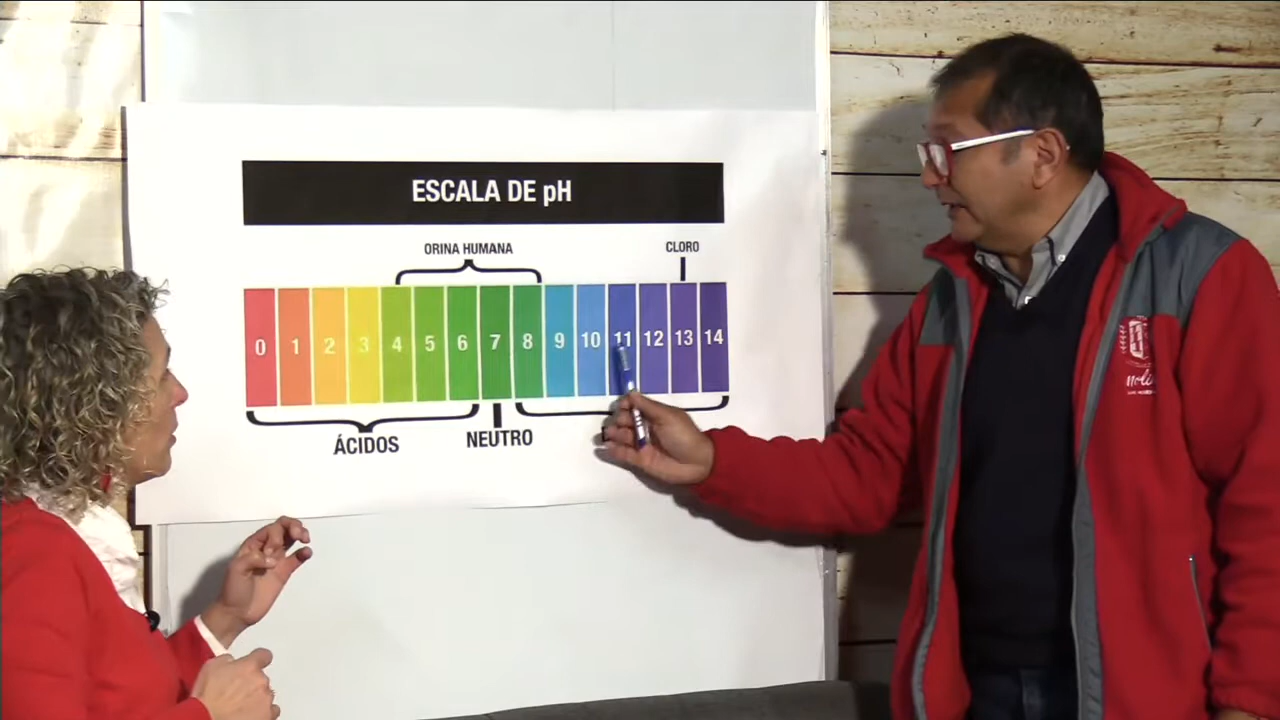 ESCALA DE pH
ORINA HUMANA
CLORO
0 1 2 3 4 5 6 7 8 9 10 11 12 13 14
ÁCIDOS
NEUTRO